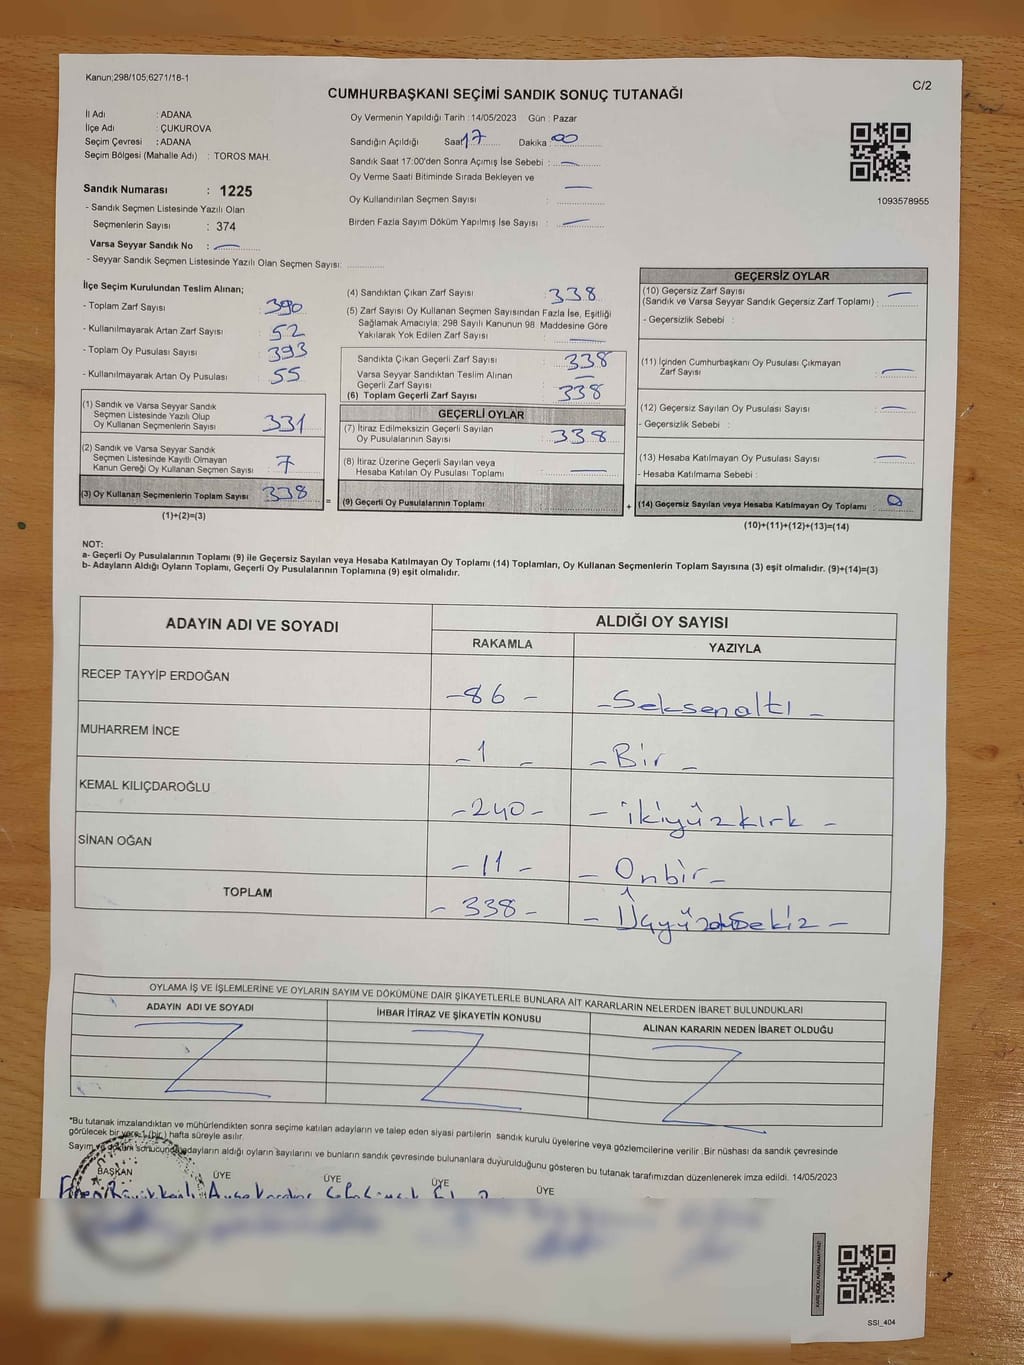 Kanun;298/105,6271/18-1
C/2
CUMHURBAŞKANI SEÇİMİ SANDIK SONUÇ TUTANAĞI
İl Adı : ADANA
İlçe Adı : ÇUKUROVA
Seçim Çevresi : ADANA
Seçim Bölgesi (Mahalle Adı) : TOROS MAH.
Sandık Numarası : 1225
- Sandık Seçmen Listesinde Yazılı Olan
Seçmenlerin Sayısı : 374
Varsa Seyyar Sandık No : —
- Seyyar Sandık Seçmen Listesinde Yazılı Olan Seçmen Sayısı:
Oy Vermenin Yapıldığı Tarih : 14/05/2023 Gün : Pazar
Sandığın Açıldığı Saat 17 Dakika : 00
Sandık Saat 17:00'den Sonra Açımış İse Sebebi : —
Oy Verme Saati Bitiminde Sırada Bekleyen ve
Oy Kullandırılan Seçmen Sayısı : —
Birden Fazla Sayım Döküm Yapılmış İse Sayısı : —
1093578955
İlçe Seçim Kurulundan Teslim Alınan;
- Toplam Zarf Sayısı : 390
- Kullanılmayarak Artan Zarf Sayısı : 52
- Toplam Oy Pusulası Sayısı : 393
- Kullanılmayarak Artan Oy Pusulası : 55
(1) Sandık ve Varsa Seyyar Sandık
Seçmen Listesinde Yazılı Olup
Oy Kullanan Seçmenlerin Sayısı : 331
(2) Sandık ve Varsa Seyyar Sandık
Seçmen Listesinde Kayıtlı Olmayan
Kanun Gereği Oy Kullanan Seçmen Sayısı : 7
(3) Oy Kullanan Seçmenlerin Toplam Sayısı 338
(1)+(2)=(3)
(4) Sandıktan Çıkan Zarf Sayısı : 338
(5) Zarf Sayısı Oy Kullanan Seçmen Sayısından Fazla İse, Eşitliği
Sağlamak Amacıyla; 298 Sayılı Kanunun 98. Maddesine Göre
Yakılarak Yok Edilen Zarf Sayısı : —
Sandıkta Çıkan Geçerli Zarf Sayısı : 338
Varsa Seyyar Sandıktan Teslim Alınan
Geçerli Zarf Sayısı : —
(6) Toplam Geçerli Zarf Sayısı : 338
GEÇERLİ OYLAR
(7) İtiraz Edilmeksizin Geçerli Sayılan
Oy Pusulalarının Sayısı : 338
(8) İtiraz Üzerine Geçerli Sayılan veya
Hesaba Katılan Oy Pusulası Toplamı : —
= (9) Geçerli Oy Pusulalarının Toplamı
GEÇERSİZ OYLAR
(10) Geçersiz Zarf Sayısı
(Sandık ve Varsa Seyyar Sandık Geçersiz Zarf Toplamı) : —
- Geçersizlik Sebebi :
(11) İçinden Cumhurbaşkanı Oy Pusulası Çıkmayan
Zarf Sayısı : —
(12) Geçersiz Sayılan Oy Pusulası Sayısı : —
- Geçersizlik Sebebi :
(13) Hesaba Katılmayan Oy Pusulası Sayısı : —
- Hesaba Katılmama Sebebi :
+ (14) Geçersiz Sayılan veya Hesaba Katılmayan Oy Toplamı : 0
(10)+(11)+(12)+(13)=(14)
NOT:
a- Geçerli Oy Pusulalarının Toplamı (9) ile Geçersiz Sayılan veya Hesaba Katılmayan Oy Toplamı (14) Toplamları, Oy Kullanan Seçmenlerin Toplam Sayısına (3) eşit olmalıdır. (9)+(14)=(3)
b- Adayların Aldığı Oyların Toplamı, Geçerli Oy Pusulalarının Toplamına (9) eşit olmalıdır.
ADAYIN ADI VE SOYADI ALDIĞI OY SAYISI
RAKAMLA YAZIYLA
RECEP TAYYİP ERDOĞAN -86- -Seksenaltı-
MUHARREM İNCE -1- -Bir-
KEMAL KILIÇDAROĞLU -240- -ikiyüzkırk-
SİNAN OĞAN -11- -Onbir-
TOPLAM -338-
OYLAMA İŞ VE İŞLEMLERİNE VE OYLARIN SAYIM VE DÖKÜMÜNE DAİR ŞİKAYETLERLE BUNLARA AİT KARARLARIN NELERDEN İBARET BULUNDUKLARI
ADAYIN ADI VE SOYADI İHBAR İTİRAZ VE ŞİKAYETİN KONUSU ALINAN KARARIN NEDEN İBARET OLDUĞU
*Bu tutanak imzalandıktan ve mühürlendikten sonra seçime katılan adayların ve talep eden siyasi partilerin sandık kurulu üyelerine veya gözlemcilerine verilir. Bir nüshası da sandık çevresinde
görülecek bir yere 1 (bir) hafta süreyle asılır.
Sayım ve döküm sonucunda adayların aldığı oyların sayılarını ve bunların sandık çevresinde bulunanlara duyurulduğunu gösteren bu tutanak tarafımızdan düzenlenerek imza edildi. 14/05/2023
BAŞKAN ÜYE ÜYE ÜYE ÜYE
SSI_404